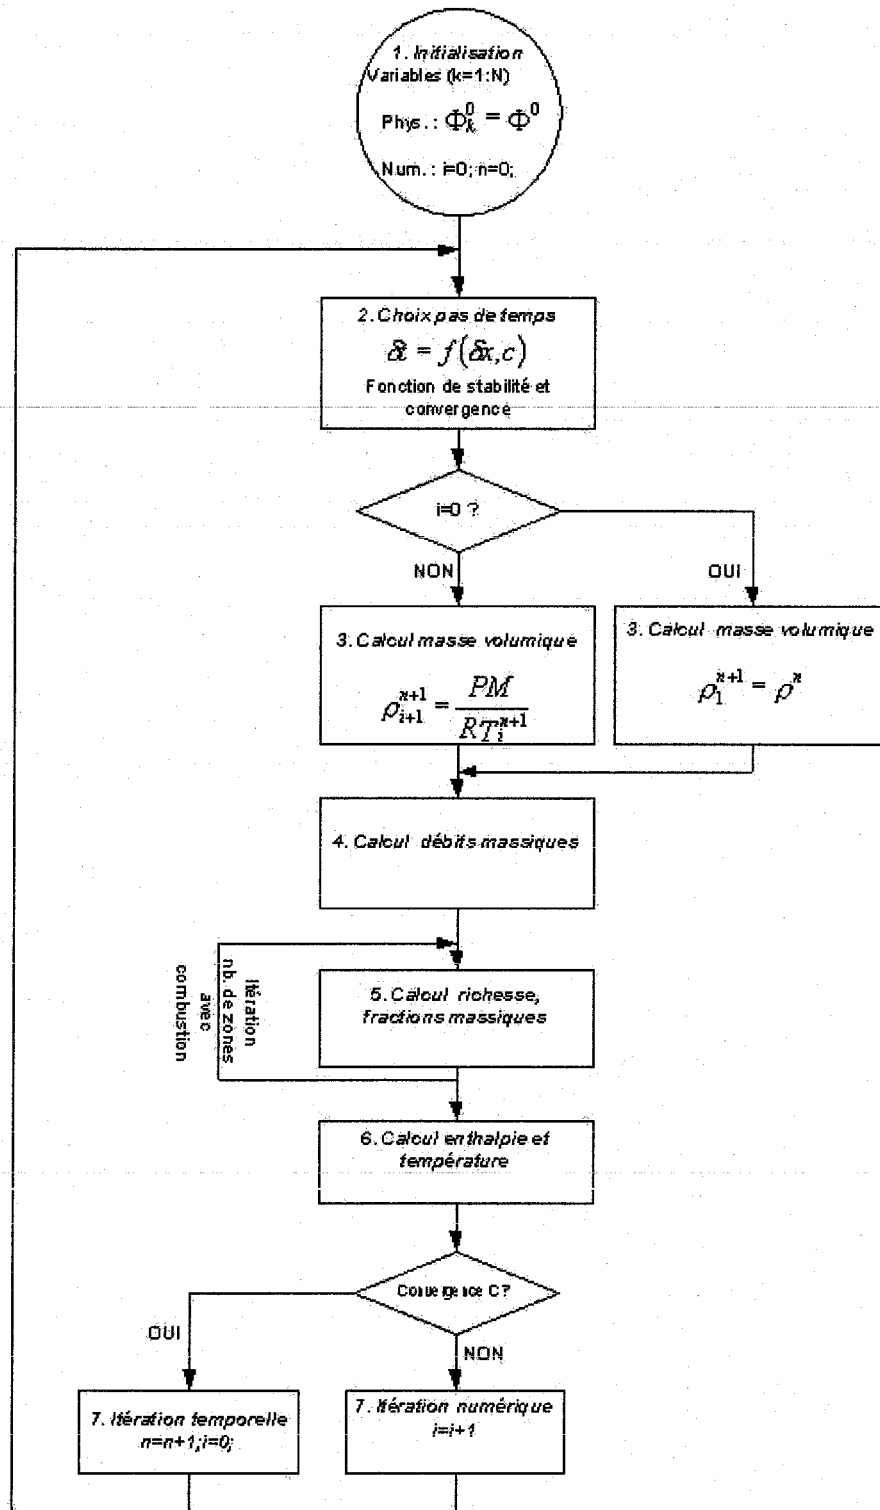 1. Initialisation
Variables (k=1:N)
Phys.: Φ_k^0 = Φ^0
Num.: i=0; n=0;
2. Choix pas de temps
δt = f(δx,c)
Fonction de stabilité et
convergence
i=0 ?
NON
OUI
3. Calcul masse volumique
ρ_{i+1}^{n+1} = PM / RT_i^{n+1}
3. Calcul masse volumique
ρ_1^{n+1} = ρ^n
4. Calcul débits massiques
Itération
nb. de zones
avec
combustion
5. Calcul richesse,
fractions massiques
6. Calcul enthalpie et
température
Convergence C?
OUI
NON
7. Itération temporelle
n=n+1;i=0;
7. Itération numérique
i=i+1